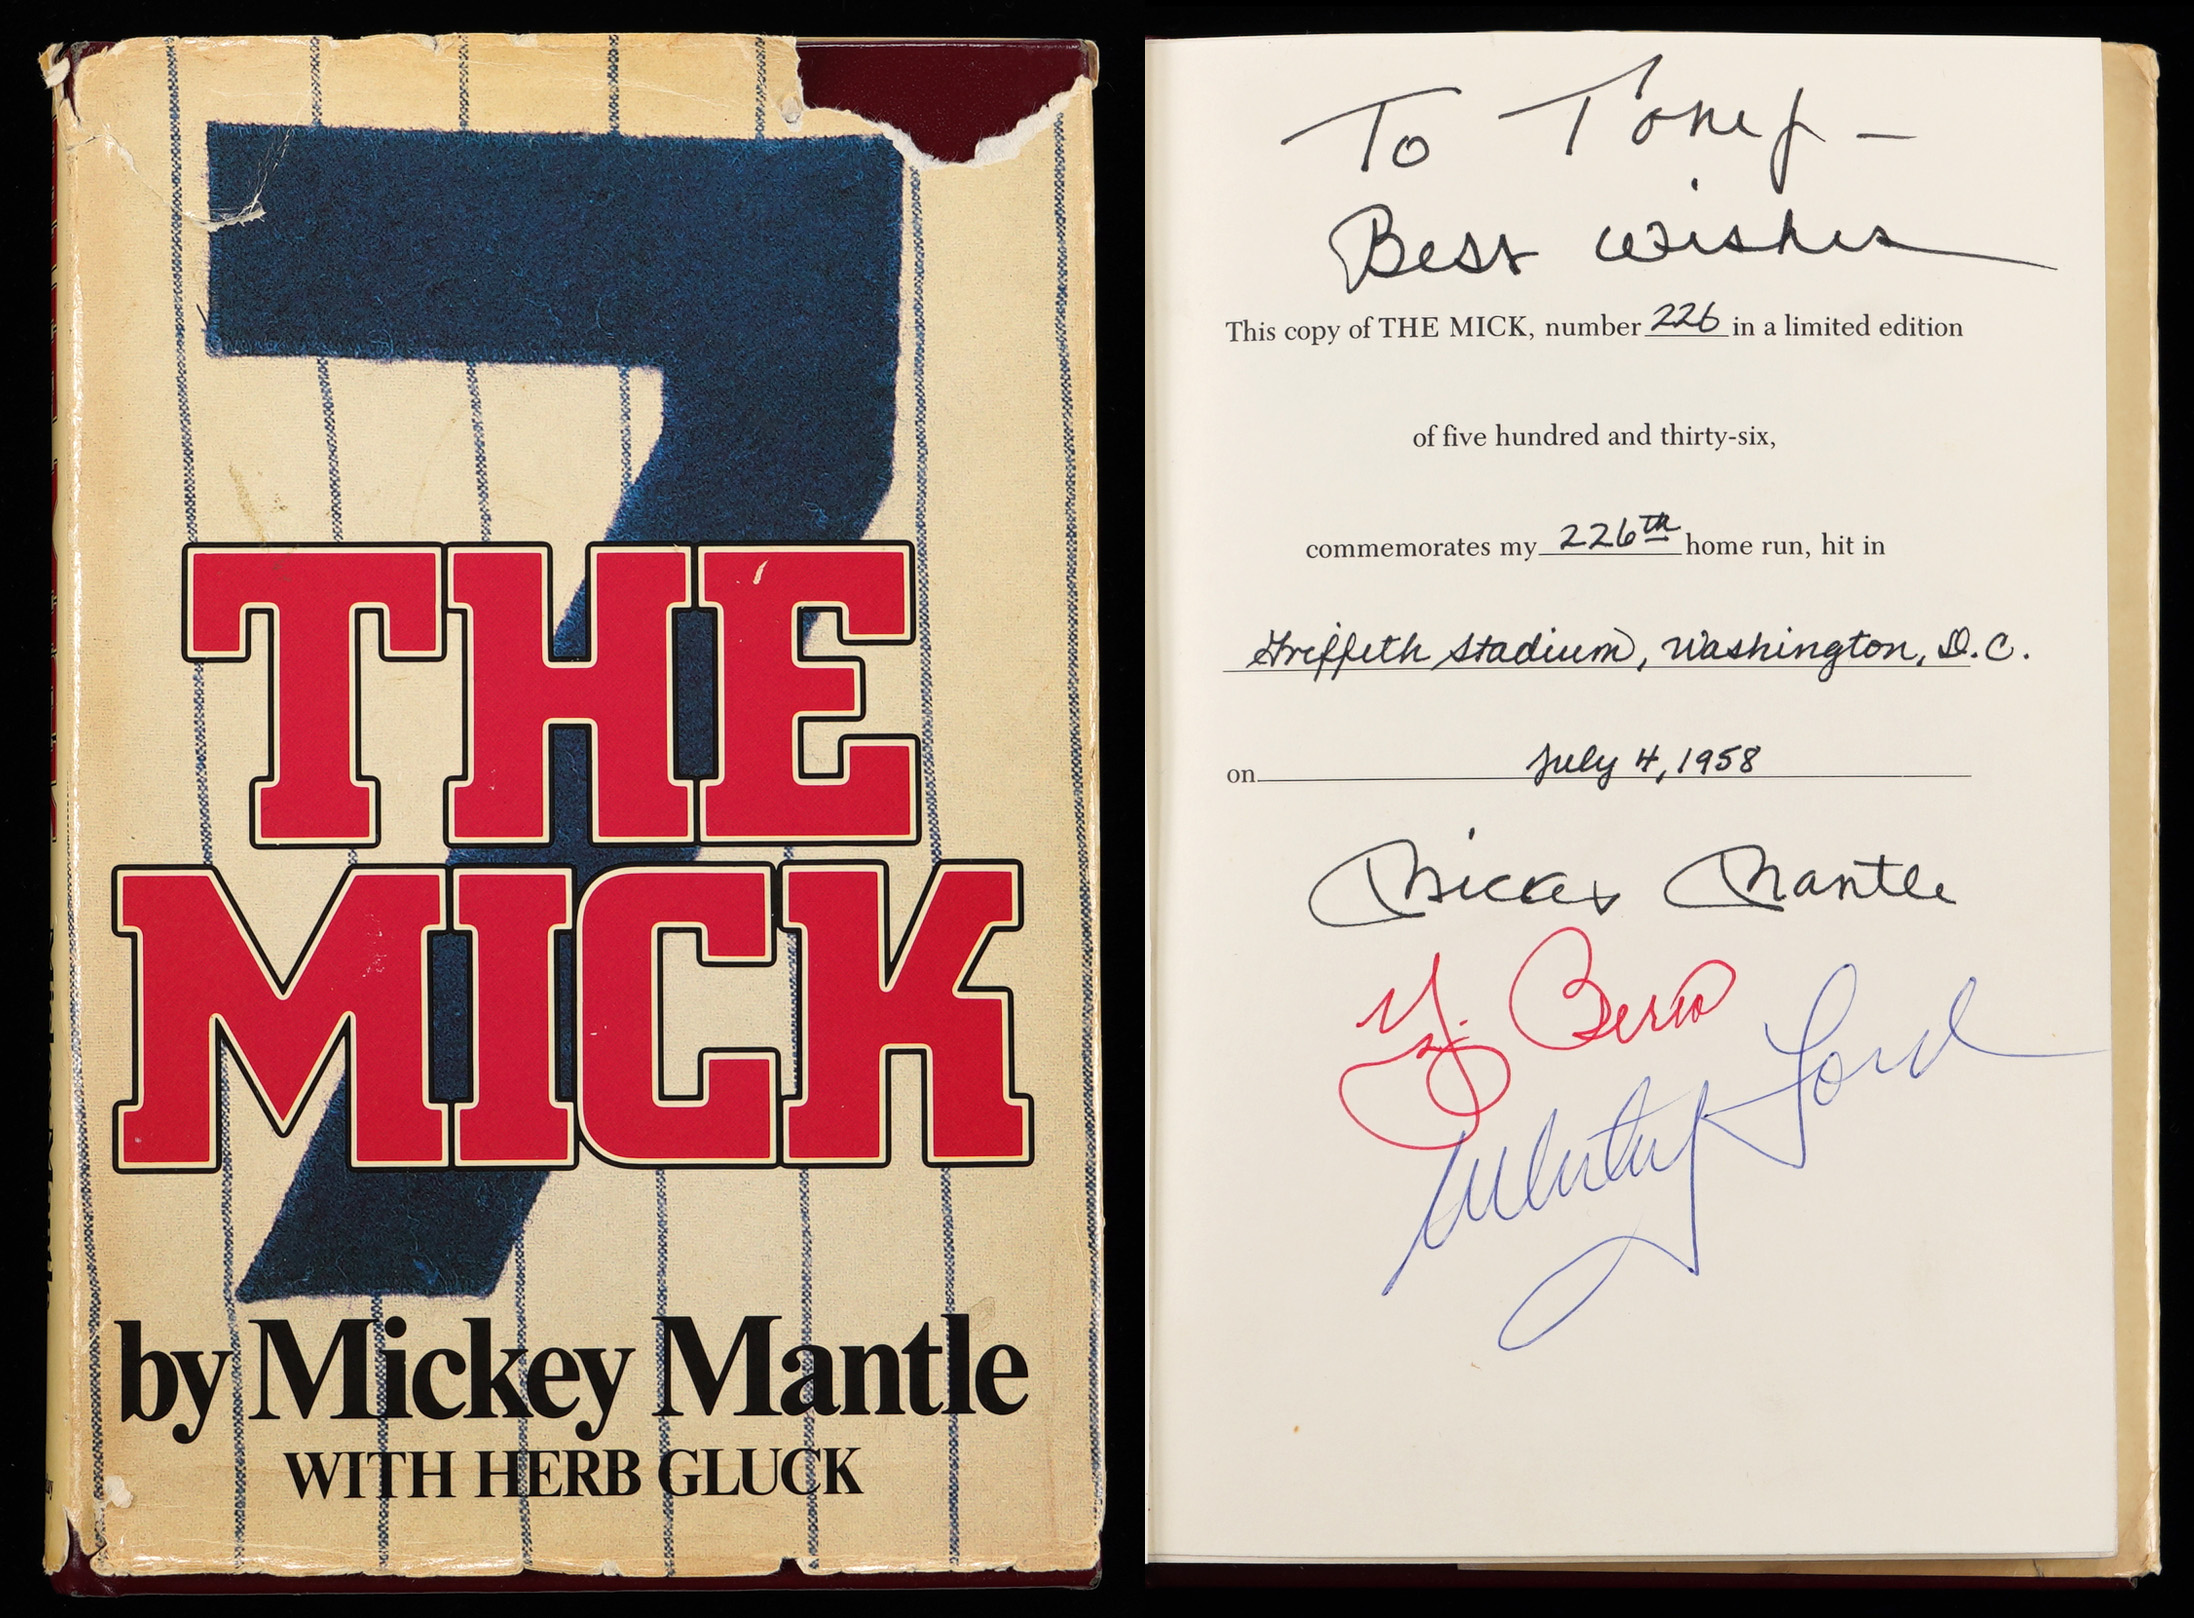 THE
MICK
by Mickey Mantle
WITH HERB GLUCK
To Tony -
Best wishes
This copy of THE MICK, number 226 in a limited edition
of five hundred and thirty-six,
commemorates my 226th home run, hit in
Griffith Stadium, Washington, D.C.
on July 4, 1958
Mickey Mantle
Yogi Berra
Whitey Ford